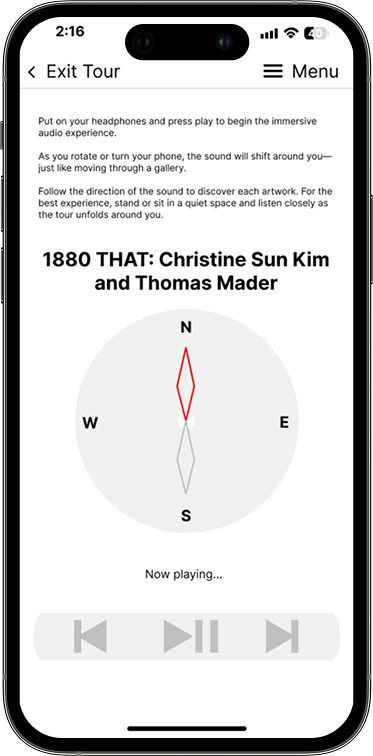 2:16
40
Exit Tour
Menu
Put on your headphones and press play to begin the immersive
audio experience.
As you rotate or turn your phone, the sound will shift around you—
just like moving through a gallery.
Follow the direction of the sound to discover each artwork. For the
best experience, stand or sit in a quiet space and listen closely as
the tour unfolds around you.
1880 THAT: Christine Sun Kim
and Thomas Mader
N
W
E
S
Now playing...